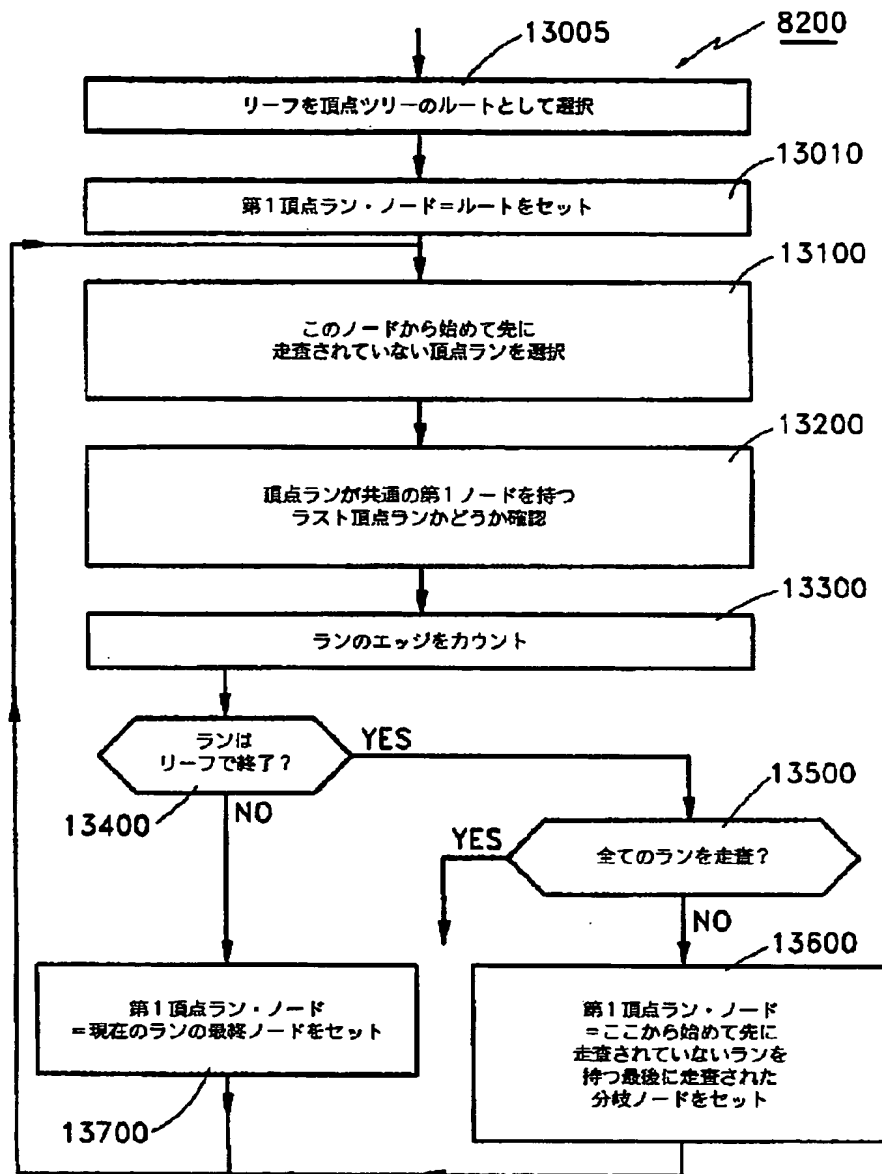 8200
13005
リーフを頂点ツリーのルートとして選択
13010
第1頂点ラン・ノード＝ルートをセット
13100
このノードから始めて先に
走査されていない頂点ランを選択
13200
頂点ランが共通の第1ノードを持つ
ラスト頂点ランかどうか確認
13300
ランのエッジをカウント
ランは
リーフで終了？
YES
13400
NO
13500
全てのランを走査？
YES
NO
13600
第1頂点ラン・ノード
＝ここから始めて先に
走査されていないランを
持つ最後に走査された
分岐ノードをセット
第1頂点ラン・ノード
＝現在のランの最終ノードをセット
13700